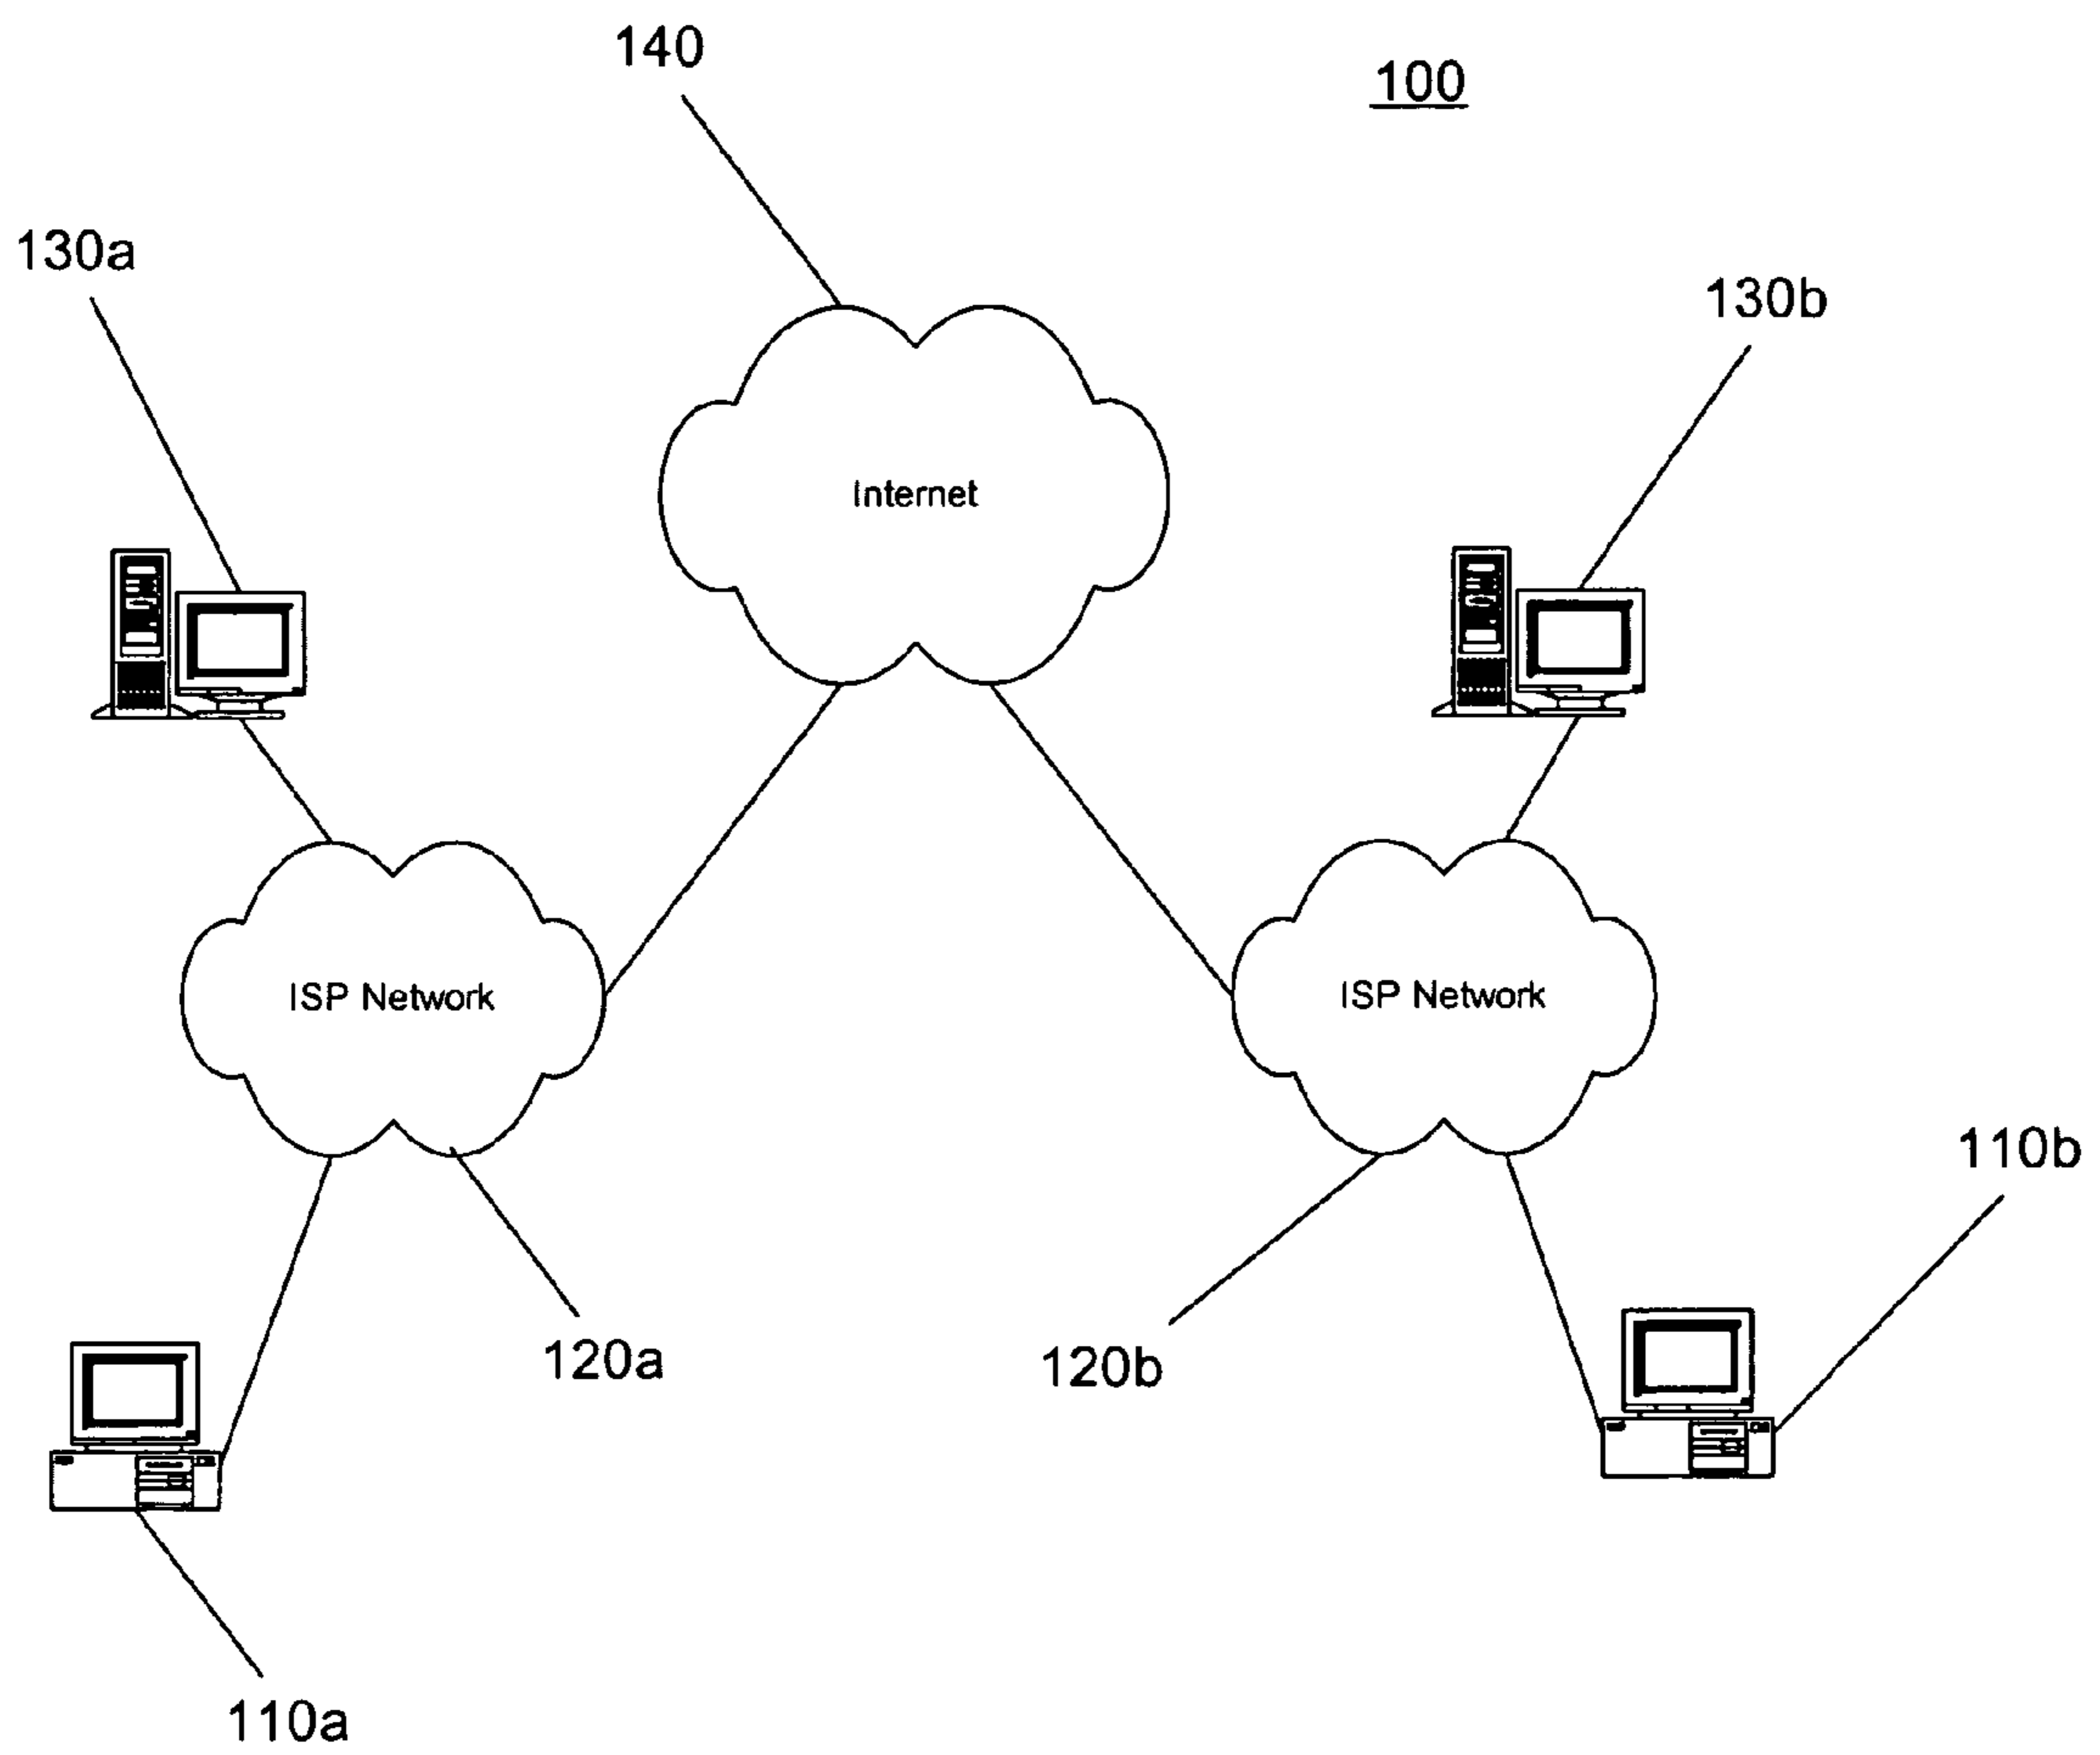 140
100
130a
130b
Internet
ISP Network
ISP Network
110b
120a
120b
110a